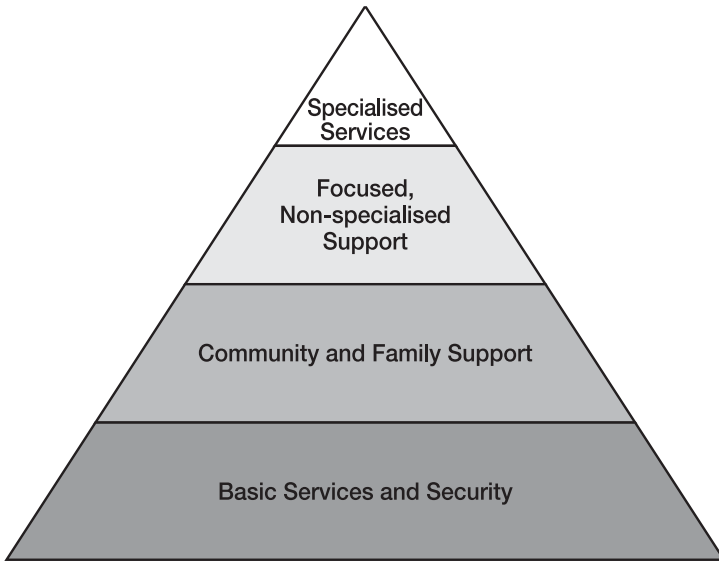 Specialised
Services
Focused,
Non-specialised
Support
Community and Family Support
Basic Services and Security